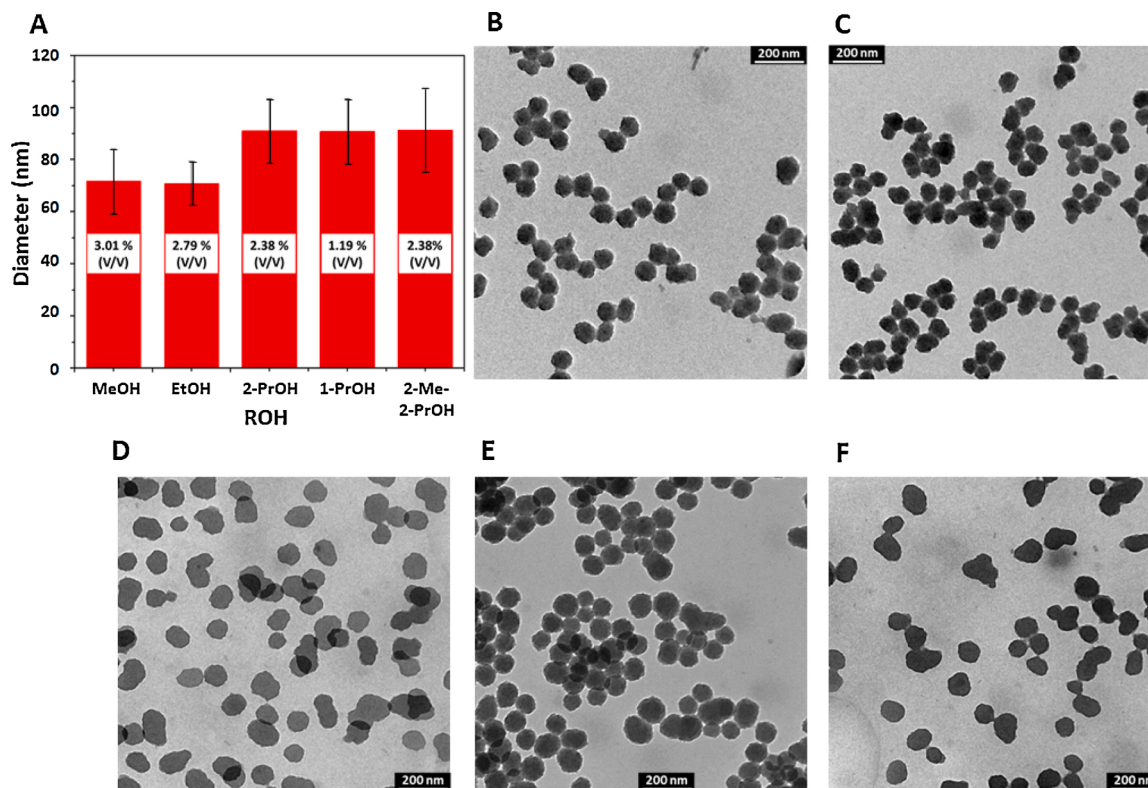 A
Diameter (nm)
120
100
80
60
40
20
0
3.01 %
(V/V)
2.79 %
(V/V)
2.38 %
(V/V)
1.19 %
(V/V)
2.38%
(V/V)
MeOH
EtOH
2-PrOH
1-PrOH
2-Me-
2-PrOH
ROH
B
200 nm
C
200 nm
D
200 nm
E
200 nm
F
200 nm